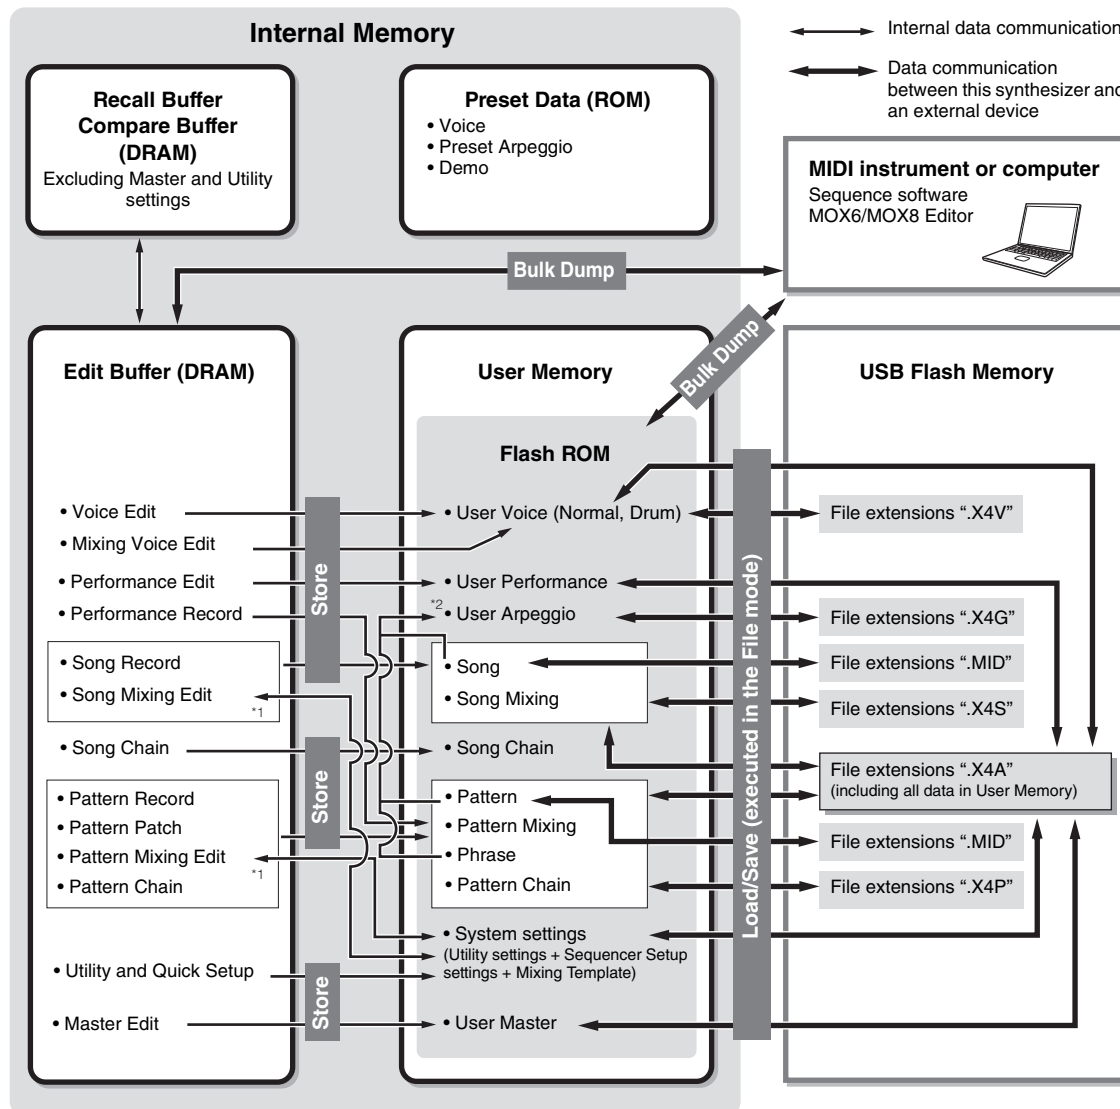 Internal Memory
Internal data communication
Data communication
between this synthesizer and
an external device
Recall Buffer
Compare Buffer
(DRAM)
Excluding Master and Utility
settings
Preset Data (ROM)
• Voice
• Preset Arpeggio
• Demo
MIDI instrument or computer
Sequence software
MOX6/MOX8 Editor
Bulk Dump
Bulk Dump
Edit Buffer (DRAM)
• Voice Edit
• Mixing Voice Edit
• Performance Edit
• Performance Record
• Song Record
• Song Mixing Edit
*1
• Song Chain
• Pattern Record
• Pattern Patch
• Pattern Mixing Edit
*1
• Pattern Chain
• Utility and Quick Setup
• Master Edit
Store
Store
Store
User Memory
Flash ROM
• User Voice (Normal, Drum)
• User Performance
*2 • User Arpeggio
• Song
• Song Mixing
• Song Chain
• Pattern
• Pattern Mixing
• Phrase
• Pattern Chain
• System settings
(Utility settings + Sequencer Setup
settings + Mixing Template)
• User Master
Load/Save (executed in the File mode)
USB Flash Memory
File extensions “.X4V”
File extensions “.X4G”
File extensions “.MID”
File extensions “.X4S”
File extensions “.X4A”
(including all data in User Memory)
File extensions “.MID”
File extensions “.X4P”